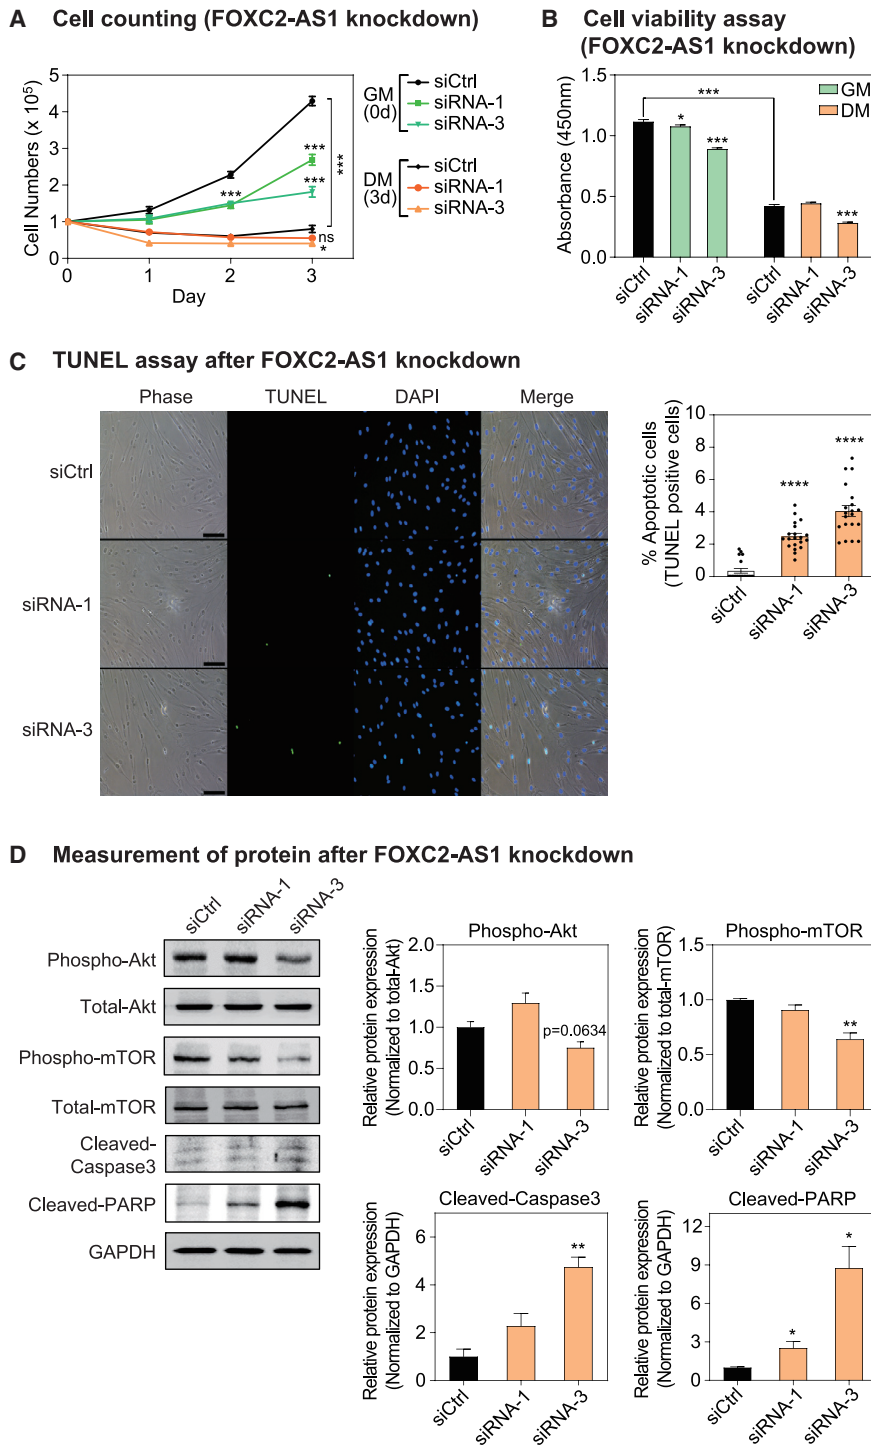 A Cell counting (FOXC2-AS1 knockdown)
Cell Numbers (x 10⁵)
5
4
3
2
1
0
0
1
2
3
Day
***
***
***
***
ns
*
GM
(0d)
siCtrl
siRNA-1
siRNA-3
DM
(3d)
siCtrl
siRNA-1
siRNA-3
B Cell viability assay
(FOXC2-AS1 knockdown)
Absorbance (450nm)
1.5
1.0
0.5
0.0
GM
DM
***
*
***
***
siCtrl
siRNA-1
siRNA-3
siCtrl
siRNA-1
siRNA-3
C TUNEL assay after FOXC2-AS1 knockdown
Phase
TUNEL
DAPI
Merge
siCtrl
siRNA-1
siRNA-3
% Apoptotic cells
(TUNEL positive cells)
10
8
6
4
2
0
****
****
siCtrl
siRNA-1
siRNA-3
D Measurement of protein after FOXC2-AS1 knockdown
siCtrl
siRNA-1
siRNA-3
Phospho-Akt
Total-Akt
Phospho-mTOR
Total-mTOR
Cleaved-
Caspase3
Cleaved-PARP
GAPDH
Phospho-Akt
Relative protein expression
(Normalized to total-Akt)
2.0
1.5
1.0
0.5
0.0
p=0.0634
siCtrl
siRNA-1
siRNA-3
Phospho-mTOR
Relative protein expression
(Normalized to total-mTOR)
1.5
1.0
0.5
0.0
**
siCtrl
siRNA-1
siRNA-3
Cleaved-Caspase3
Relative protein expression
(Normalized to GAPDH)
6
4
2
0
**
siCtrl
siRNA-1
siRNA-3
Cleaved-PARP
Relative protein expression
(Normalized to GAPDH)
12
9
6
3
0
*
*
siCtrl
siRNA-1
siRNA-3